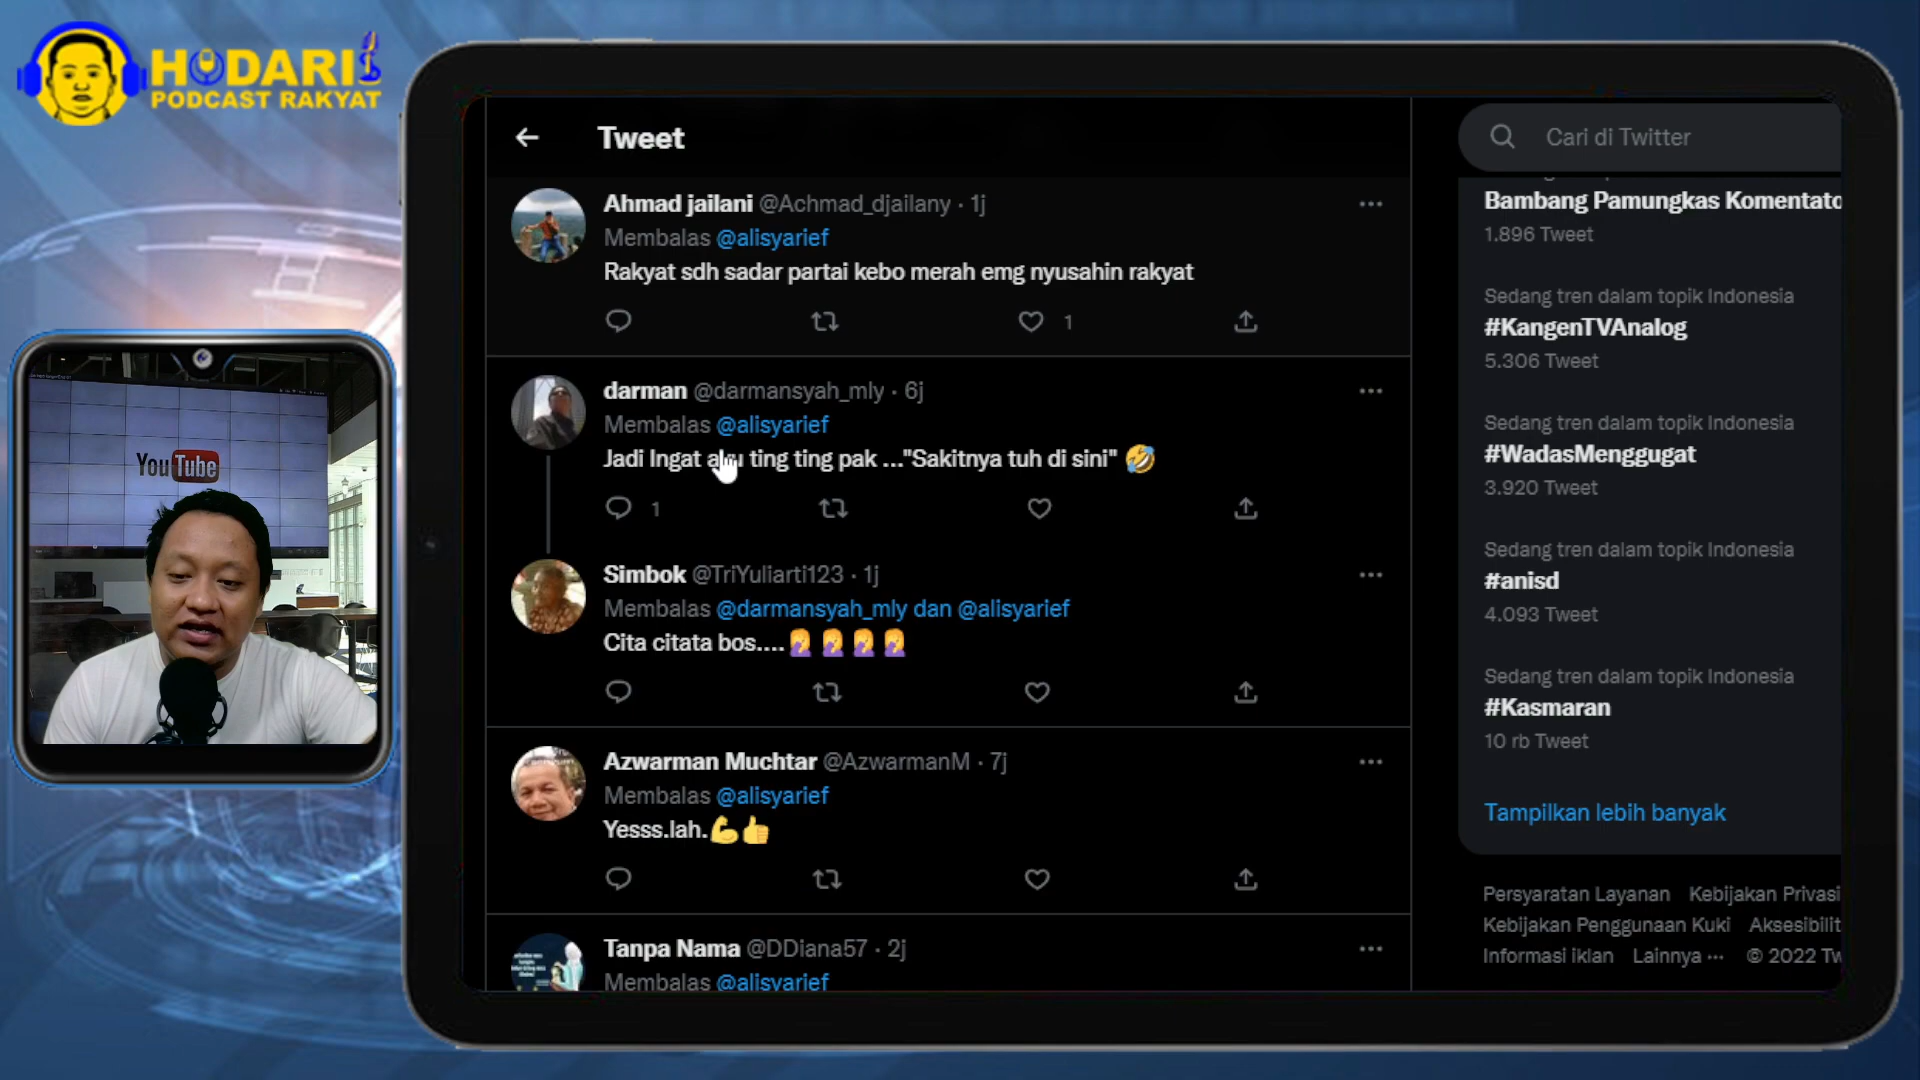 HODARI
PODCAST RAKYAT
YouTube
Tweet
Ahmad jailani @Achmad_djailany · 1j
Membalas @alisyarief
Rakyat sdh sadar partai kebo merah emg nyusahin rakyat
1
darman @darmansyah_mly · 6j
Membalas @alisyarief
Jadi Ingat ting ting pak ..."Sakitnya tuh di sini" 🤣
1
Simbok @TriYuliarti123 · 1j
Membalas @darmansyah_mly dan @alisyarief
Cita citata bos....🤦‍♀️🤦‍♀️🤦‍♀️🤦‍♀️
Azwarman Muchtar @AzwarmanM · 7j
Membalas @alisyarief
Yesss.lah.💪👍
Tanpa Nama @DDiana57 · 2j
Membalas @alisyarief
Cari di Twitter
Bambang Pamungkas Komentato
1.896 Tweet
Sedang tren dalam topik Indonesia
#KangenTVAnalog
5.306 Tweet
Sedang tren dalam topik Indonesia
#WadasMenggugat
3.920 Tweet
Sedang tren dalam topik Indonesia
#anisd
4.093 Tweet
Sedang tren dalam topik Indonesia
#Kasmaran
10 rb Tweet
Tampilkan lebih banyak
Persyaratan Layanan Kebijakan Privasi
Kebijakan Penggunaan Kuki Aksesibilit
Informasi iklan Lainnya ··· © 2022 Tw